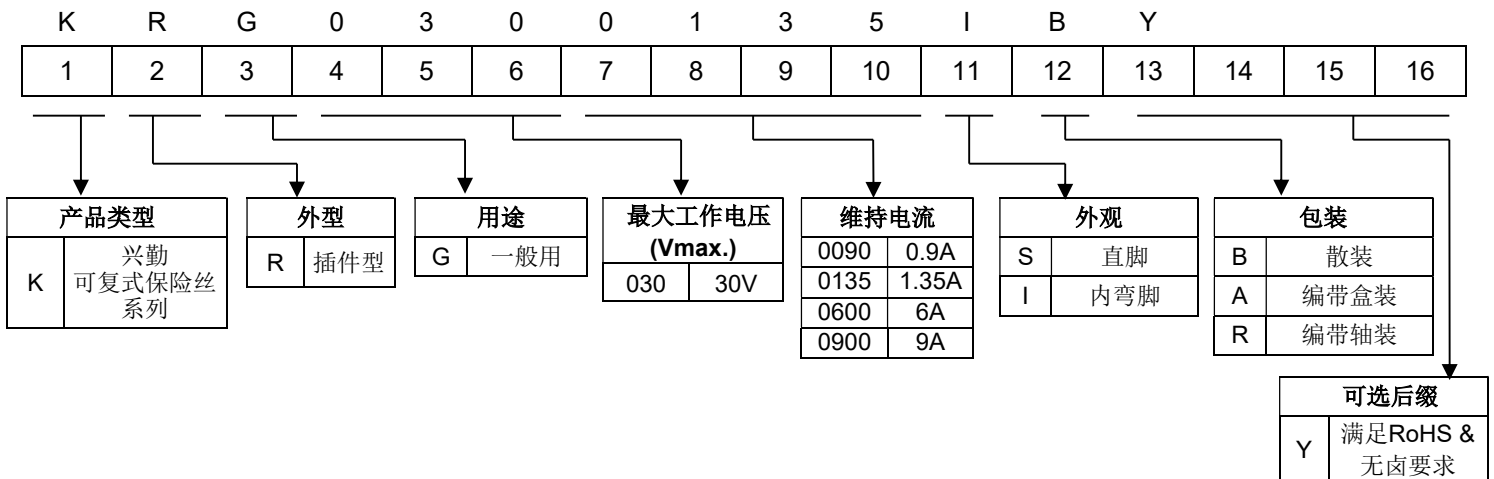 K R G 0 3 0 0 1 3 5 I B Y
1 2 3 4 5 6 7 8 9 10 11 12 13 14 15 16
产品类型
K 兴勤
可复式保险丝
系列
外型
R 插件型
用途
G 一般用
最大工作电压
(Vmax.)
030 30V
维持电流
0090 0.9A
0135 1.35A
0600 6A
0900 9A
外观
S 直脚
I 内弯脚
包装
B 散装
A 编带盒装
R 编带轴装
可选后缀
Y 满足RoHS &
无卤要求